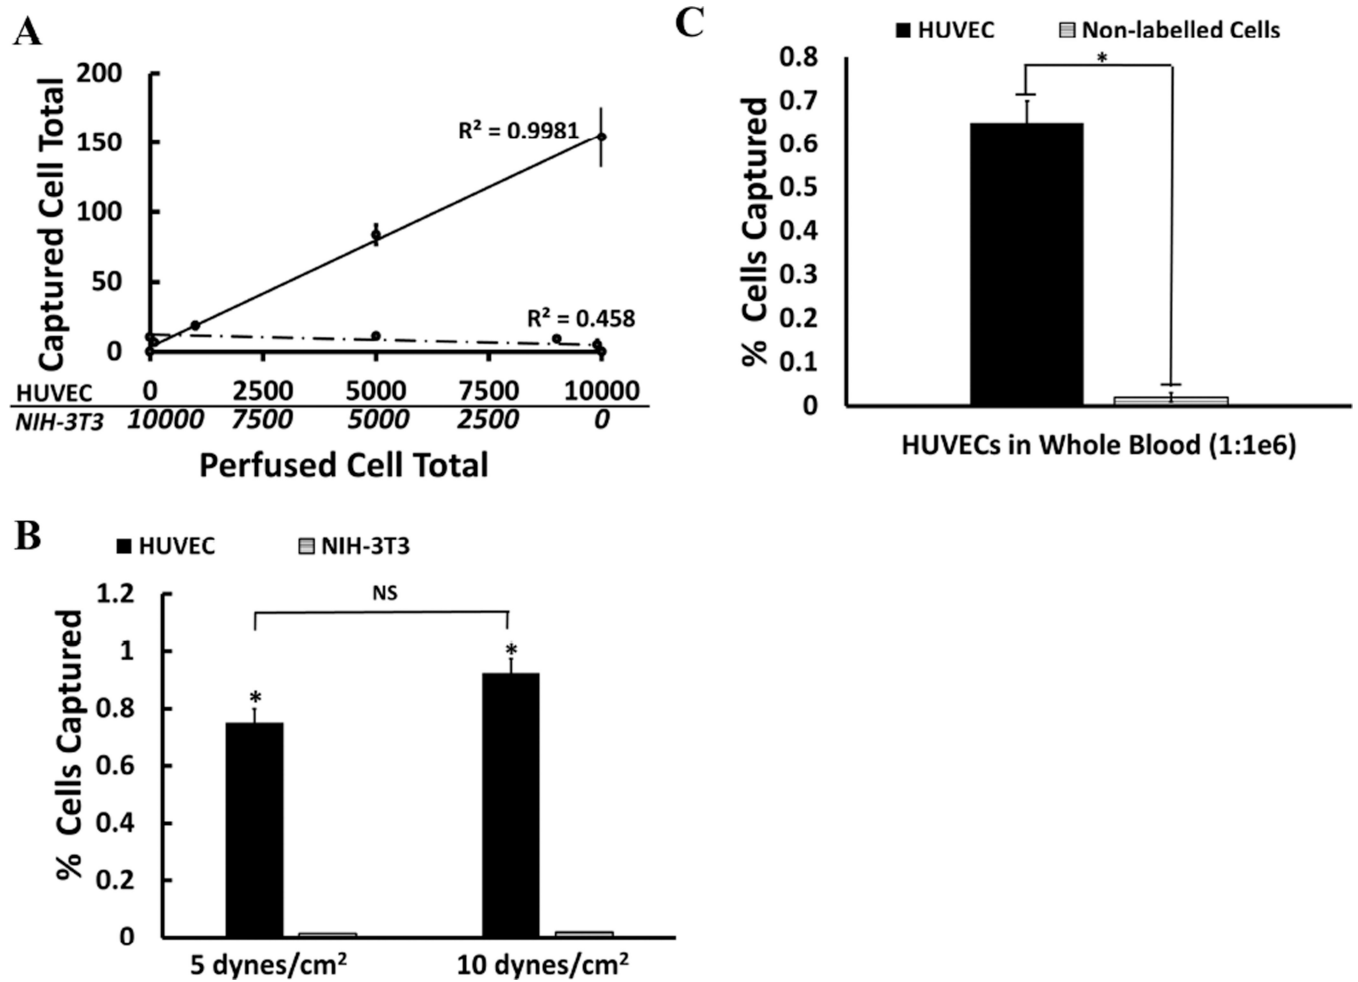 A
200
150
100
50
0
Captured Cell Total
R² = 0.9981
R² = 0.458
HUVEC 0 2500 5000 7500 10000
NIH-3T3 10000 7500 5000 2500 0
Perfused Cell Total
C
HUVEC Non-labelled Cells
*
0.8
0.7
0.6
0.5
0.4
0.3
0.2
0.1
0
% Cells Captured
HUVECs in Whole Blood (1:1e6)
B
HUVEC NIH-3T3
NS
1.2
1
0.8
0.6
0.4
0.2
0
% Cells Captured
*
*
5 dynes/cm² 10 dynes/cm²